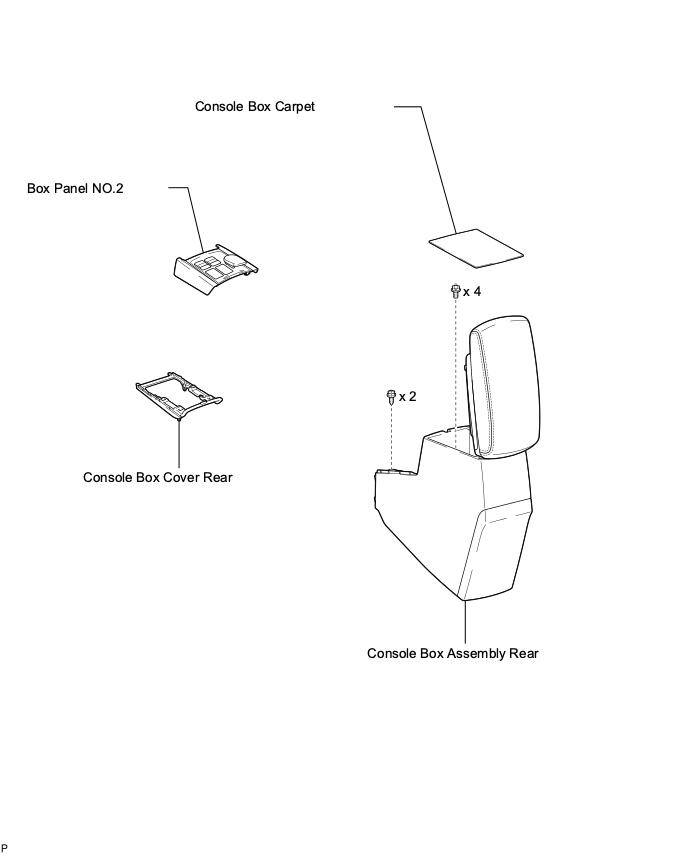 Console Box Carpet
Box Panel NO.2
x 4
x 2
Console Box Cover Rear
Console Box Assembly Rear
P